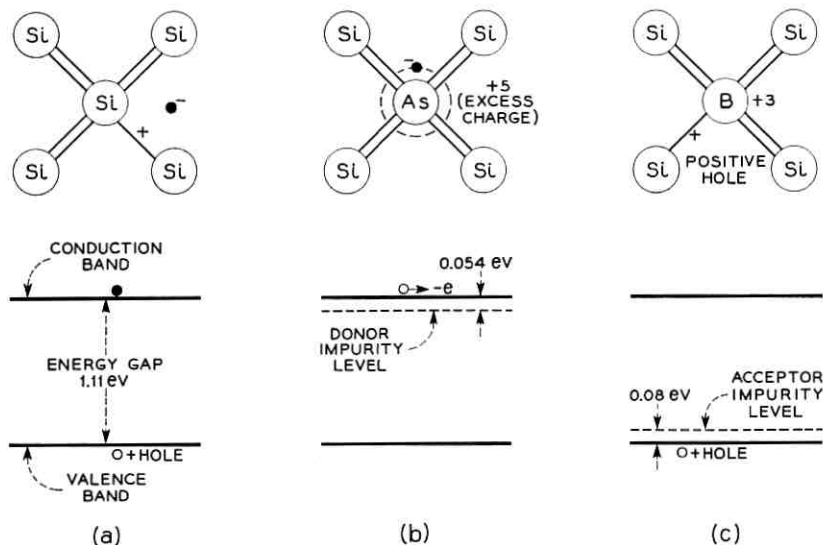 Si
Si
Si
-
+
Si
Si
Si
Si
-
As
+5
(EXCESS
CHARGE)
Si
Si
Si
Si
B
+3
+
POSITIVE
HOLE
Si
Si
CONDUCTION
BAND
ENERGY GAP
1.11 eV
+HOLE
VALENCE
BAND
(a)
0.054 eV
-e
DONOR
IMPURITY
LEVEL
(b)
0.08 eV
ACCEPTOR
IMPURITY
LEVEL
+HOLE
(c)